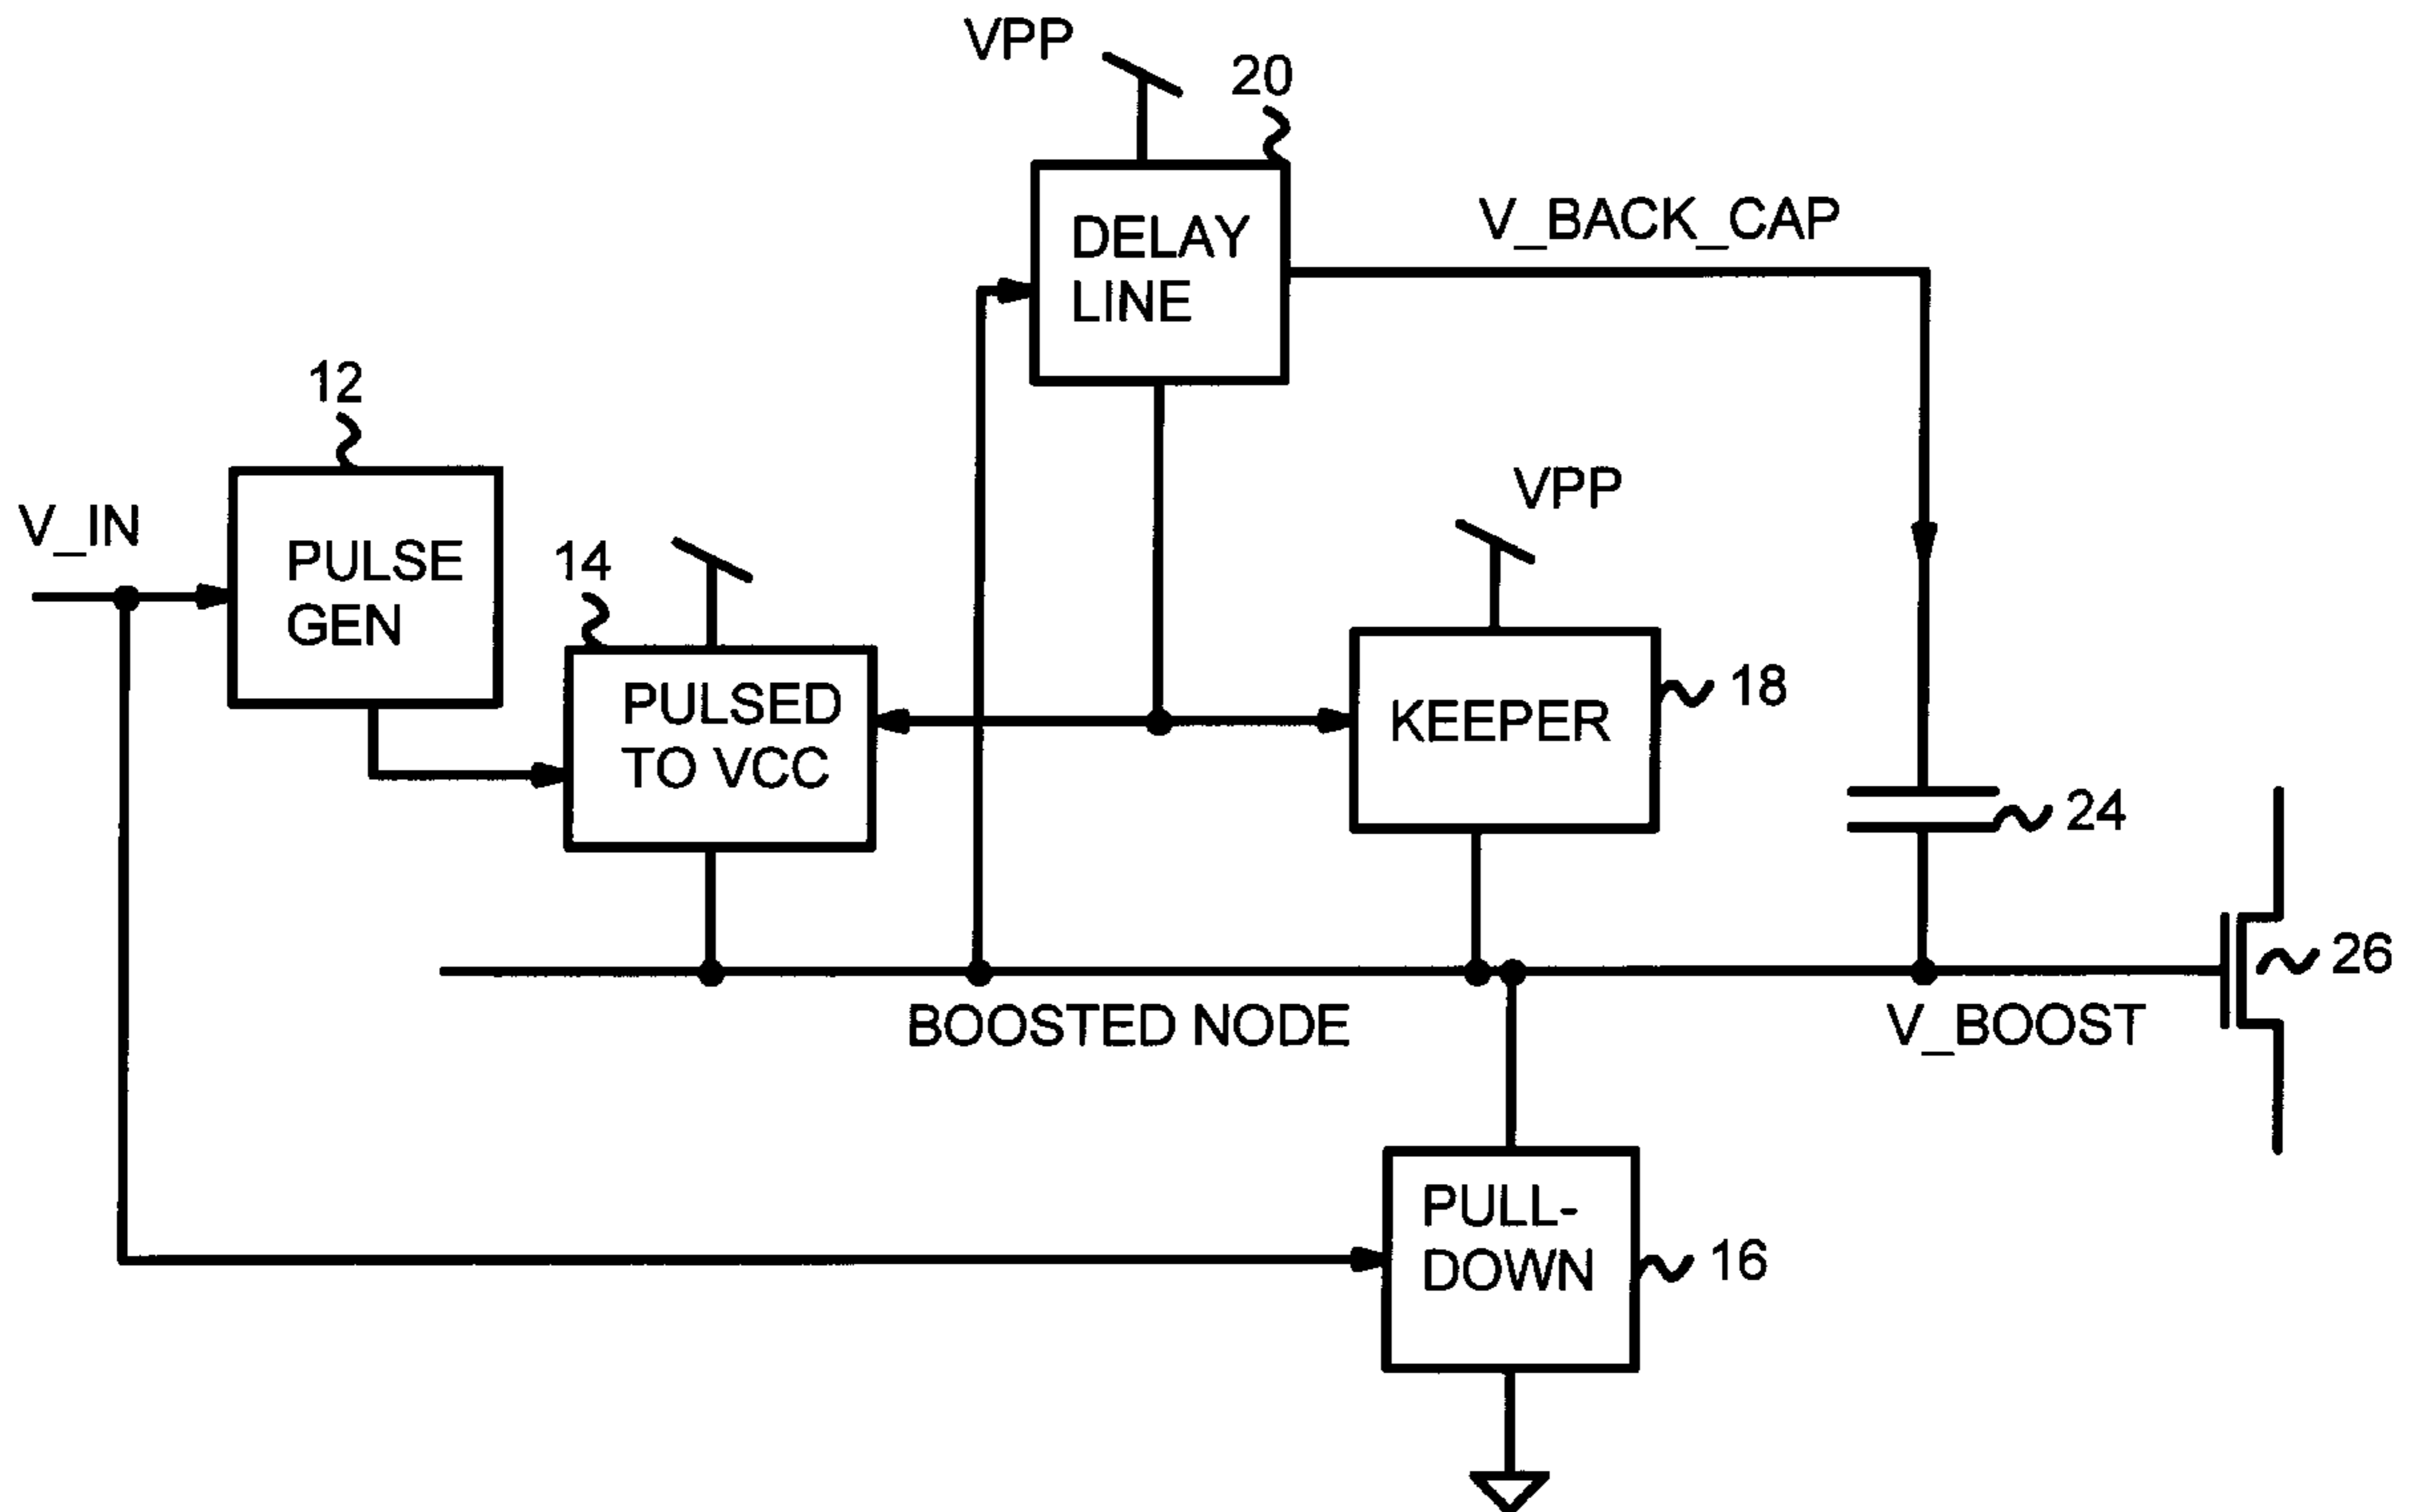 VPP
20
DELAY
LINE
V_BACK_CAP
12
V_IN
PULSE
GEN
14
PULSED
TO VCC
VPP
KEEPER
18
24
26
BOOSTED NODE
V_BOOST
PULL-
DOWN
16